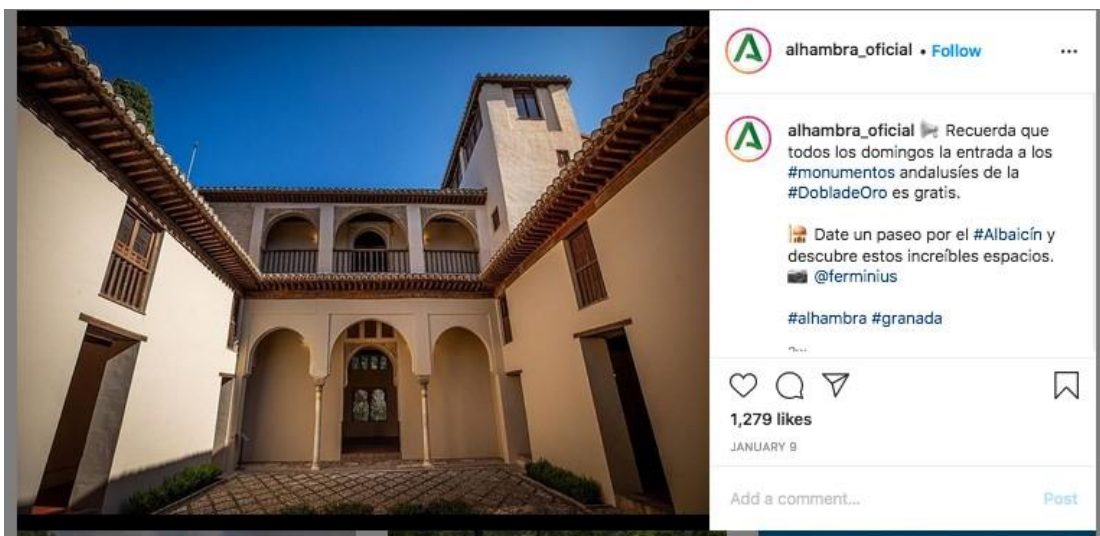 alhambra_oficial • Follow
alhambra_oficial 📢 Recuerda que
todos los domingos la entrada a los
#monumentos andalusíes de la
#DobladeOro es gratis.
🕌 Date un paseo por el #Albaicín y
descubre estos increíbles espacios.
📷 @ferminius
#alhambra #granada
1,279 likes
JANUARY 9
Add a comment... Post